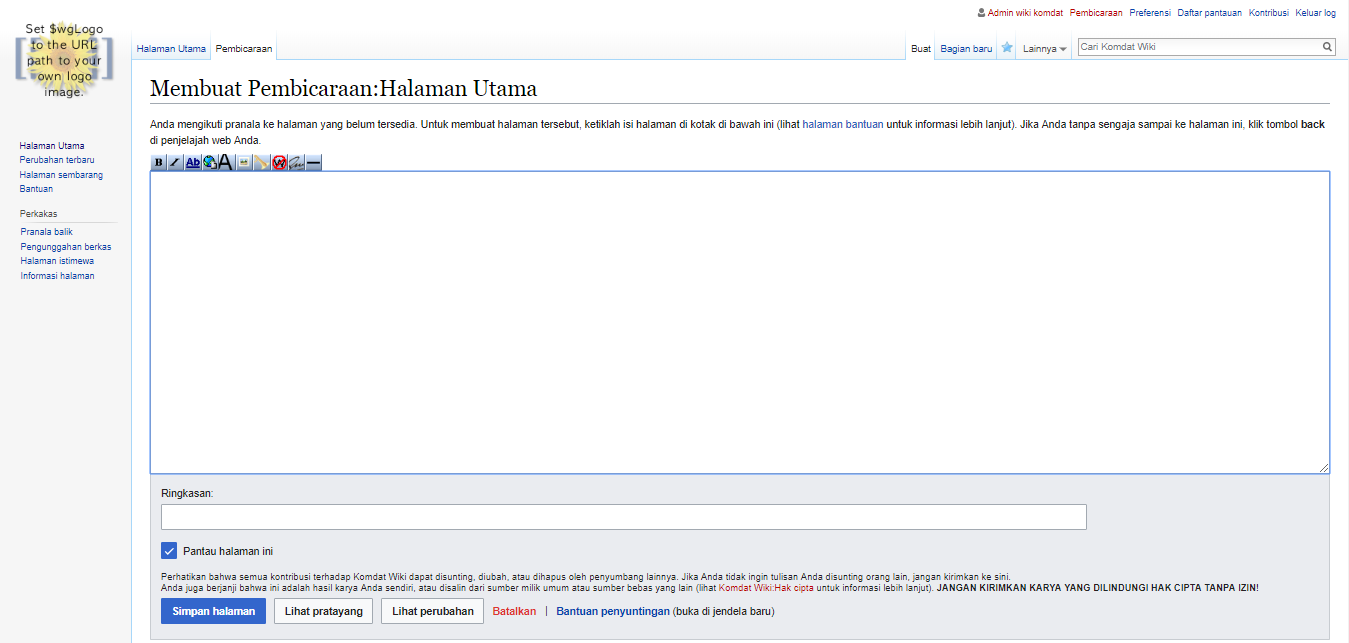 Admin wiki komdat Pembicaraan Preferensi Daftar pantauan Kontribusi Keluar log
Set $wgLogo
to the URL
path to your
own logo
image.
Halaman Utama Pembicaraan
Buat Bagian baru Lainnya Cari Komdat Wiki
Membuat Pembicaraan:Halaman Utama
Anda mengikuti pranala ke halaman yang belum tersedia. Untuk membuat halaman tersebut, ketiklah isi halaman di kotak di bawah ini (lihat halaman bantuan untuk informasi lebih lanjut). Jika Anda tanpa sengaja sampai ke halaman ini, klik tombol back
di penjelajah web Anda.
B I Ab A W
Halaman Utama
Perubahan terbaru
Halaman sembarang
Bantuan
Perkakas
Pranala balik
Pengunggahan berkas
Halaman istimewa
Informasi halaman
Ringkasan:
Pantau halaman ini
Perhatikan bahwa semua kontribusi terhadap Komdat Wiki dapat disunting, diubah, atau dihapus oleh penyumbang lainnya. Jika Anda tidak ingin tulisan Anda disunting orang lain, jangan kirimkan ke sini.
Anda juga berjanji bahwa ini adalah hasil karya Anda sendiri, atau disalin dari sumber milik umum atau sumber bebas yang lain (lihat Komdat Wiki:Hak cipta untuk informasi lebih lanjut). JANGAN KIRIMKAN KARYA YANG DILINDUNGI HAK CIPTA TANPA IZIN!
Simpan halaman Lihat pratayang Lihat perubahan Batalkan | Bantuan penyuntingan (buka di jendela baru)